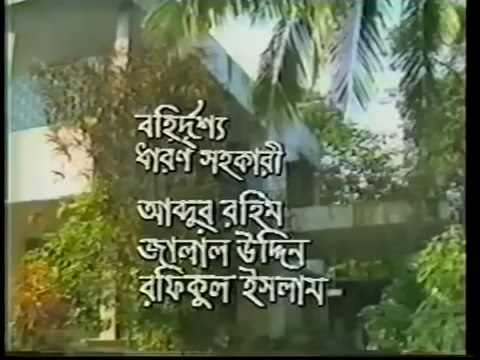 বহির্দৃশ্য
ধারণ সহকারী
আব্দুর রহিম
জালাল উদ্দিন
রফিকুল ইসলাম